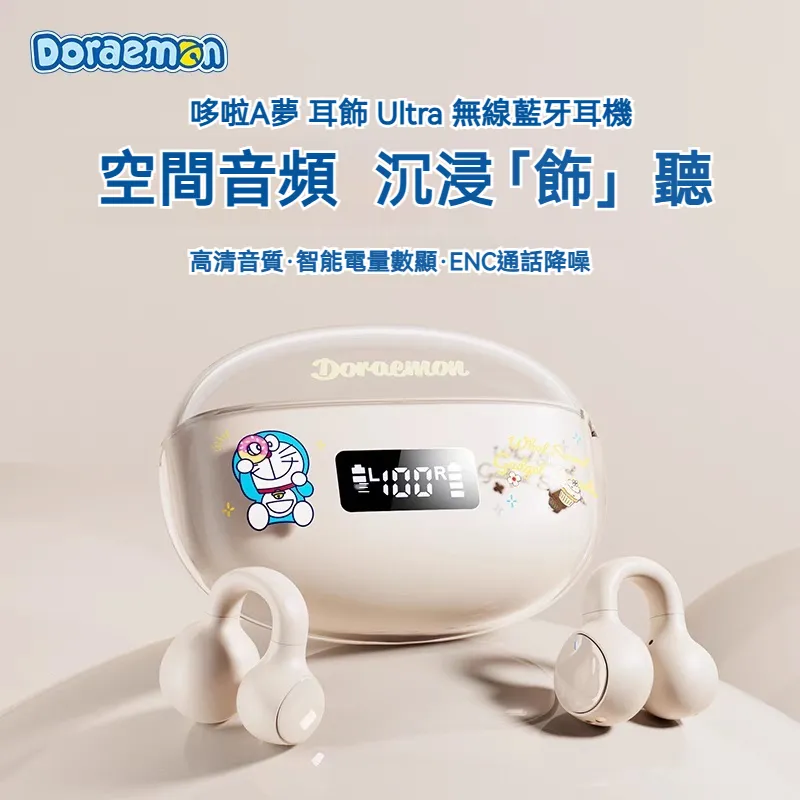 Doraemon
哆啦A夢 耳飾 Ultra 無線藍牙耳機
空間音頻 沉浸「飾」聽
高清音質·智能電量數顯·ENC通話降噪
Doraemon
L 100 R